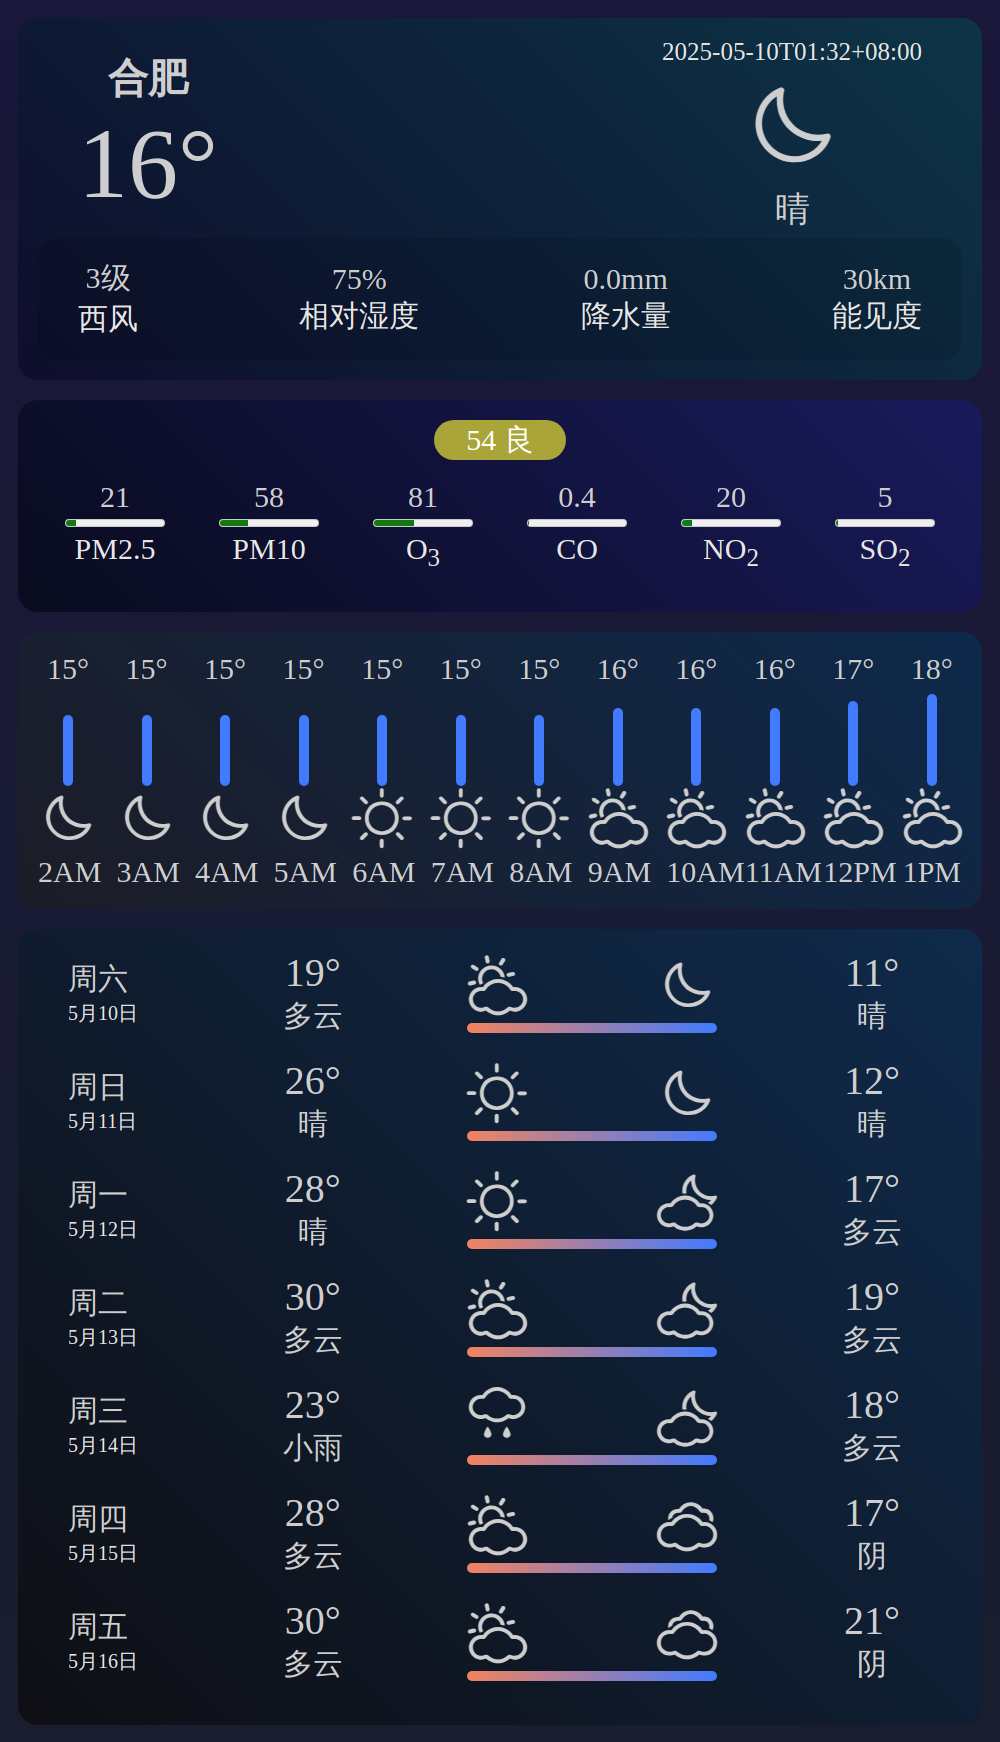 合肥
16°
2025-05-10T01:32+08:00
晴
3级 75% 0.0mm 30km
西风 相对湿度 降水量 能见度
54 良
21 58 81 0.4 20 5
PM2.5 PM10 O3 CO NO2 SO2
15° 15° 15° 15° 15° 15° 15° 16° 16° 16° 17° 18°
2AM 3AM 4AM 5AM 6AM 7AM 8AM 9AM 10AM 11AM 12PM 1PM
周六 19° 11°
5月10日 多云 晴
周日 26° 12°
5月11日 晴 晴
周一 28° 17°
5月12日 晴 多云
周二 30° 19°
5月13日 多云 多云
周三 23° 18°
5月14日 小雨 多云
周四 28° 17°
5月15日 多云 阴
周五 30° 21°
5月16日 多云 阴